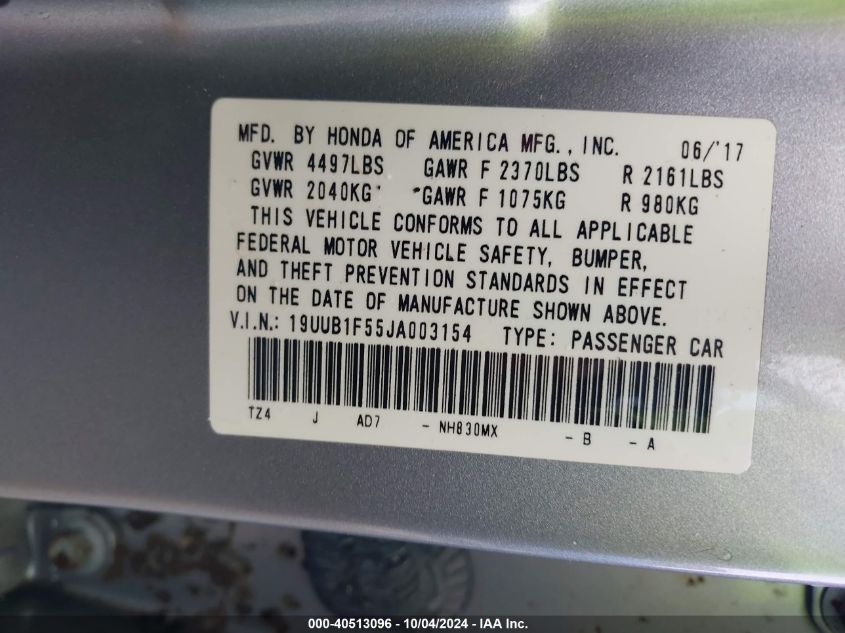 MFD. BY HONDA OF AMERICA MFG., INC. 06/'17
GVWR 4497LBS GAWR F 2370LBS R 2161LBS
GVWR 2040KG GAWR F 1075KG R 980KG
THIS VEHICLE CONFORMS TO ALL APPLICABLE
FEDERAL MOTOR VEHICLE SAFETY, BUMPER,
AND THEFT PREVENTION STANDARDS IN EFFECT
ON THE DATE OF MANUFACTURE SHOWN ABOVE.
V.I.N.: 19UUB1F55JA003154 TYPE: PASSENGER CAR
TZ4 J AD7 - NH830MX - B - A
000-40513096 - 10/04/2024 - IAA Inc.